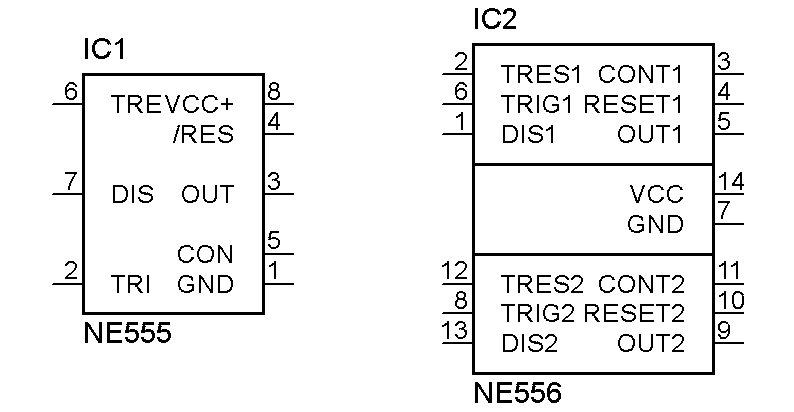 IC1
6 TREVCC+ 8
/RES 4
7 DIS OUT 3
CON 5
2 TRI GND 1
NE555
IC2
2 TRES1 CONT1 3
6 TRIG1 RESET1 4
1 DIS1 OUT1 5
VCC 14
GND 7
12 TRES2 CONT2 11
8 TRIG2 RESET2 10
13 DIS2 OUT2 9
NE556